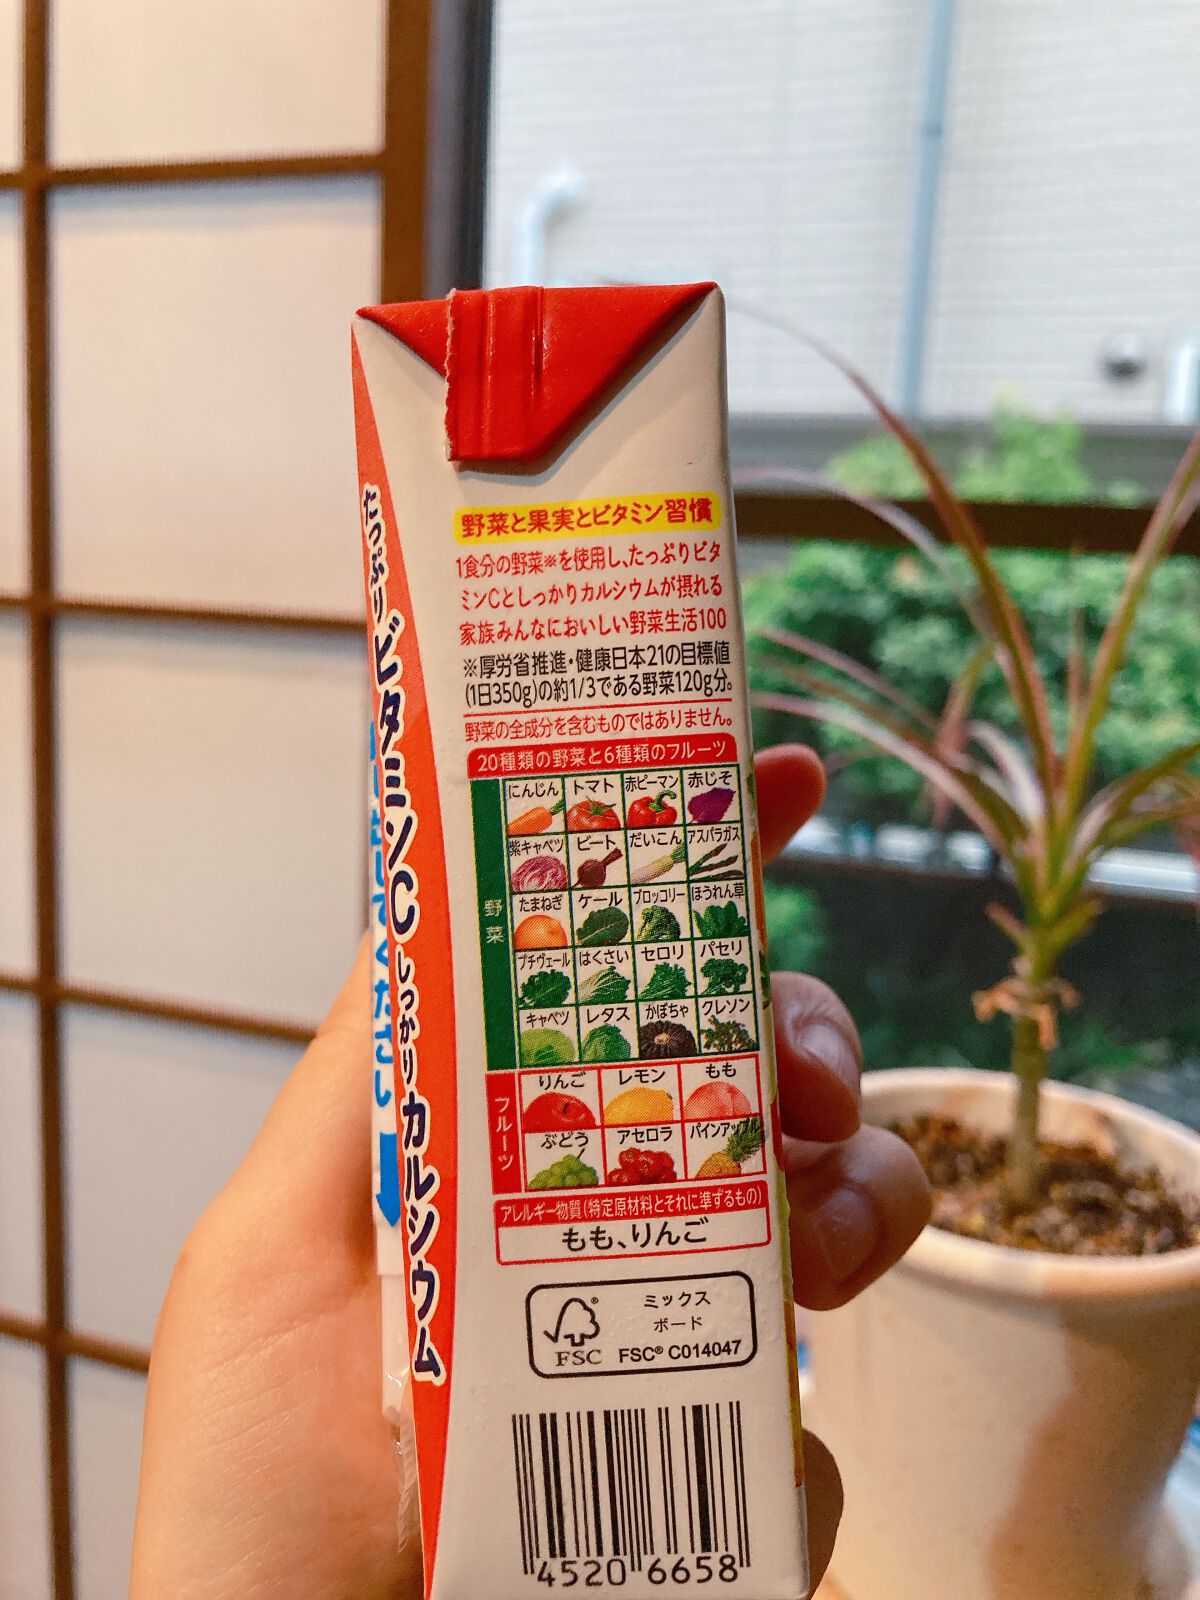 野菜と果実とビタミン習慣
1食分の野菜※を使用し、たっぷりビタ
ミンCとしっかりカルシウムが摂れる
家族みんなにおいしい野菜生活100
※厚労省推進・健康日本21の目標値
(1日350g)の約1/3である野菜120g分。
野菜の全成分を含むものではありません。
20種類の野菜と6種類のフルーツ
野菜
にんじん トマト 赤ピーマン 赤じそ
紫キャベツ ビート だいこん アスパラガス
たまねぎ ケール ブロッコリー ほうれん草
プチヴェール はくさい セロリ パセリ
キャベツ レタス かぼちゃ クレソン
フルーツ
りんご レモン もも
ぶどう アセロラ パインアップル
アレルギー物質(特定原材料とそれに準ずるもの)
もも、りんご
ミックス
ボード
FSC® FSC® C014047
4520 6658
たっぷりビタミンC しっかりカルシウム
てください